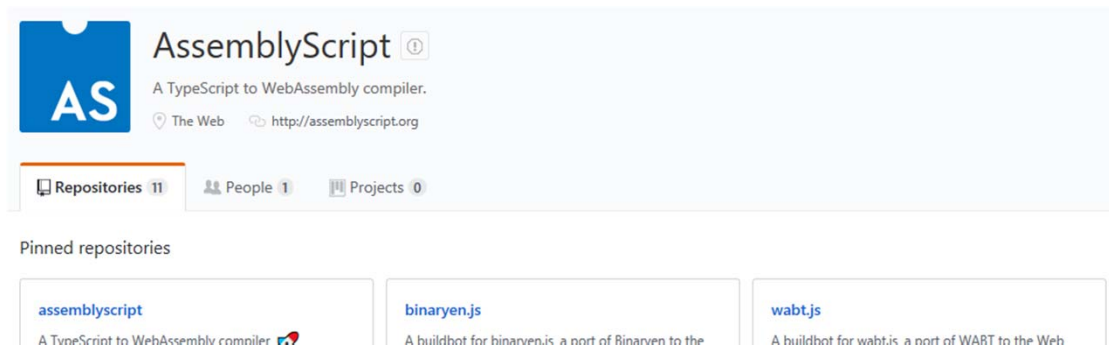 AS
AssemblyScript
A TypeScript to WebAssembly compiler.
The Web http://assemblyscript.org
Repositories 11 People 1 Projects 0
Pinned repositories
assemblyscript binaryen.js wabt.js
A TypeScript to WebAssembly compiler 🚀 A buildbot for binaryen.js, a port of Binaryen to the A buildbot for wabt.js, a port of WABT to the Web